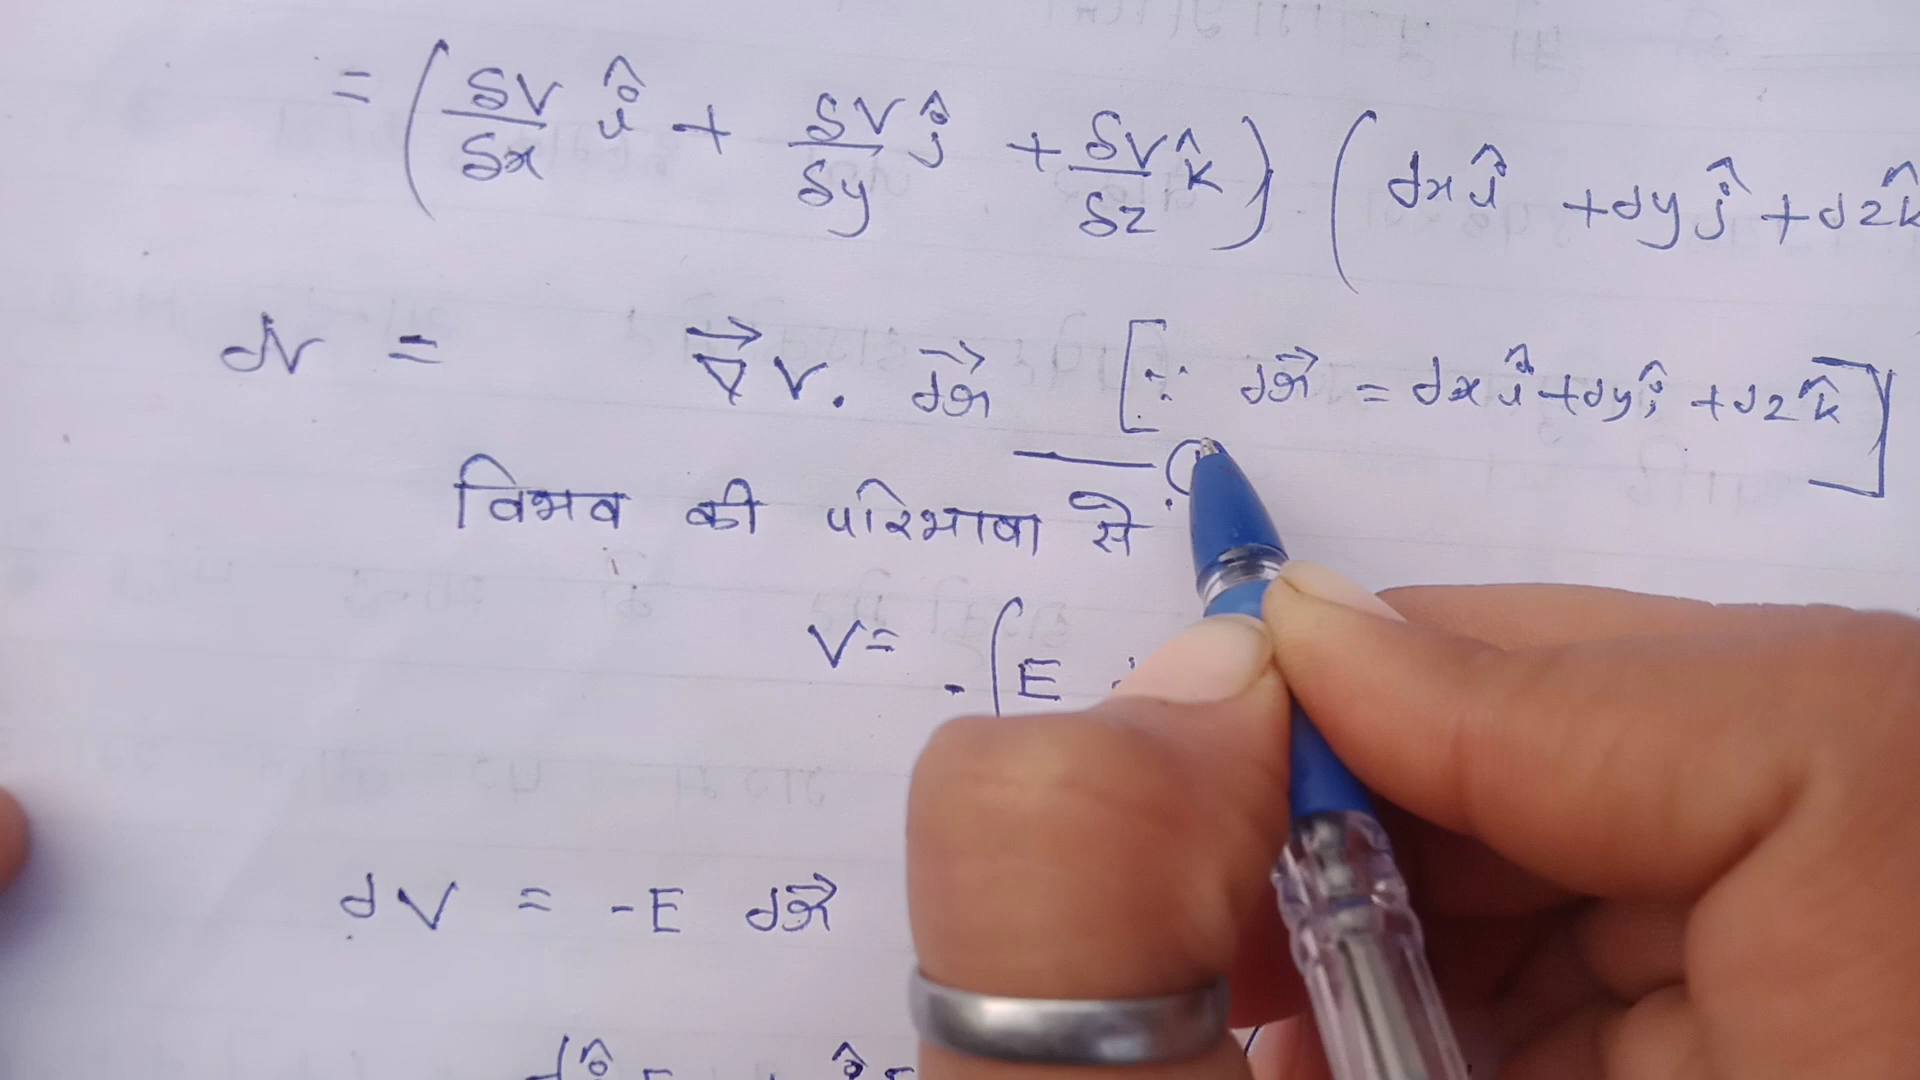 = (δV/δx î + δV/δy ĵ + δV/δz k̂) (dx î + dy ĵ + dz k̂
dV = ∇⃗V. dr⃗ [∵ dr⃗ = dx î + dy ĵ + dz k̂]
विभव की परिभाषा से
V = - ∫E
dV = -E dr⃗